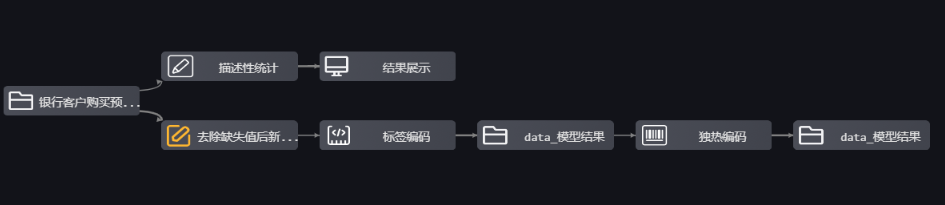 描述性统计
结果展示
银行客户购买预...
去除缺失值后新...
标签编码
data_模型结果
独热编码
data_模型结果